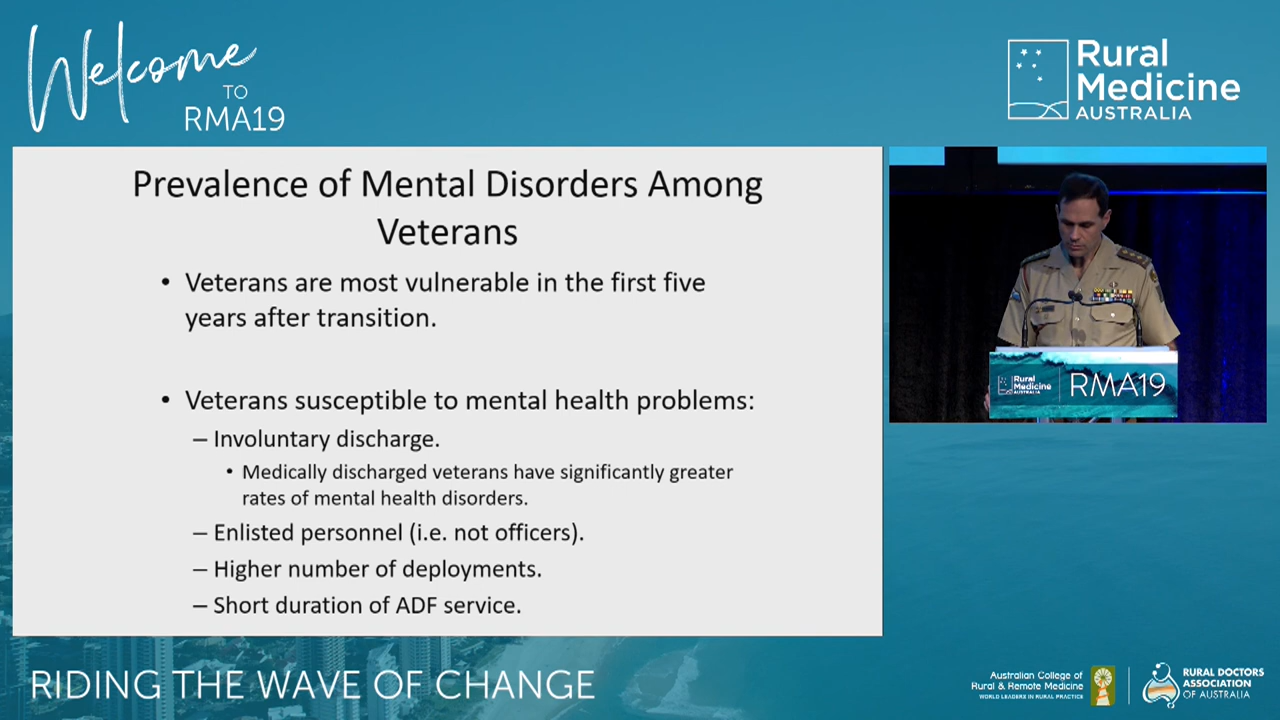 Welcome
TO
RMA19
Rural
Medicine
AUSTRALIA
Prevalence of Mental Disorders Among
Veterans
• Veterans are most vulnerable in the first five
years after transition.
• Veterans susceptible to mental health problems:
– Involuntary discharge.
• Medically discharged veterans have significantly greater
rates of mental health disorders.
– Enlisted personnel (i.e. not officers).
– Higher number of deployments.
– Short duration of ADF service.
Rural
Medicine
AUSTRALIA
RMA19
RIDING THE WAVE OF CHANGE
Australian College of
Rural & Remote Medicine
WORLD LEADERS IN RURAL PRACTICE
RURAL DOCTORS
ASSOCIATION
OF AUSTRALIA